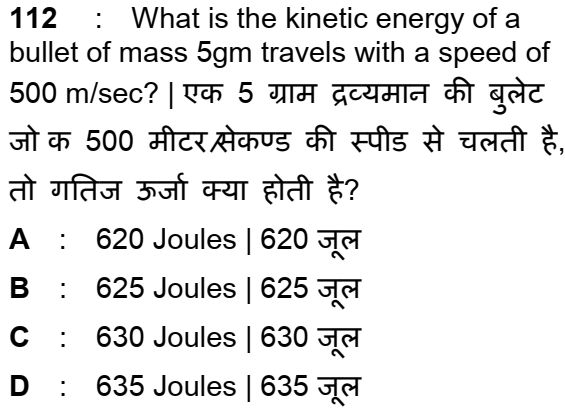 112 : What is the kinetic energy of a
bullet of mass 5gm travels with a speed of
500 m/sec? | एक 5 ग्राम द्रव्यमान की बुलेट
जो क 500 मीटर/सेकण्ड की स्पीड से चलती है,
तो गतिज ऊर्जा क्या होती है?
A : 620 Joules | 620 जूल
B : 625 Joules | 625 जूल
C : 630 Joules | 630 जूल
D : 635 Joules | 635 जूल